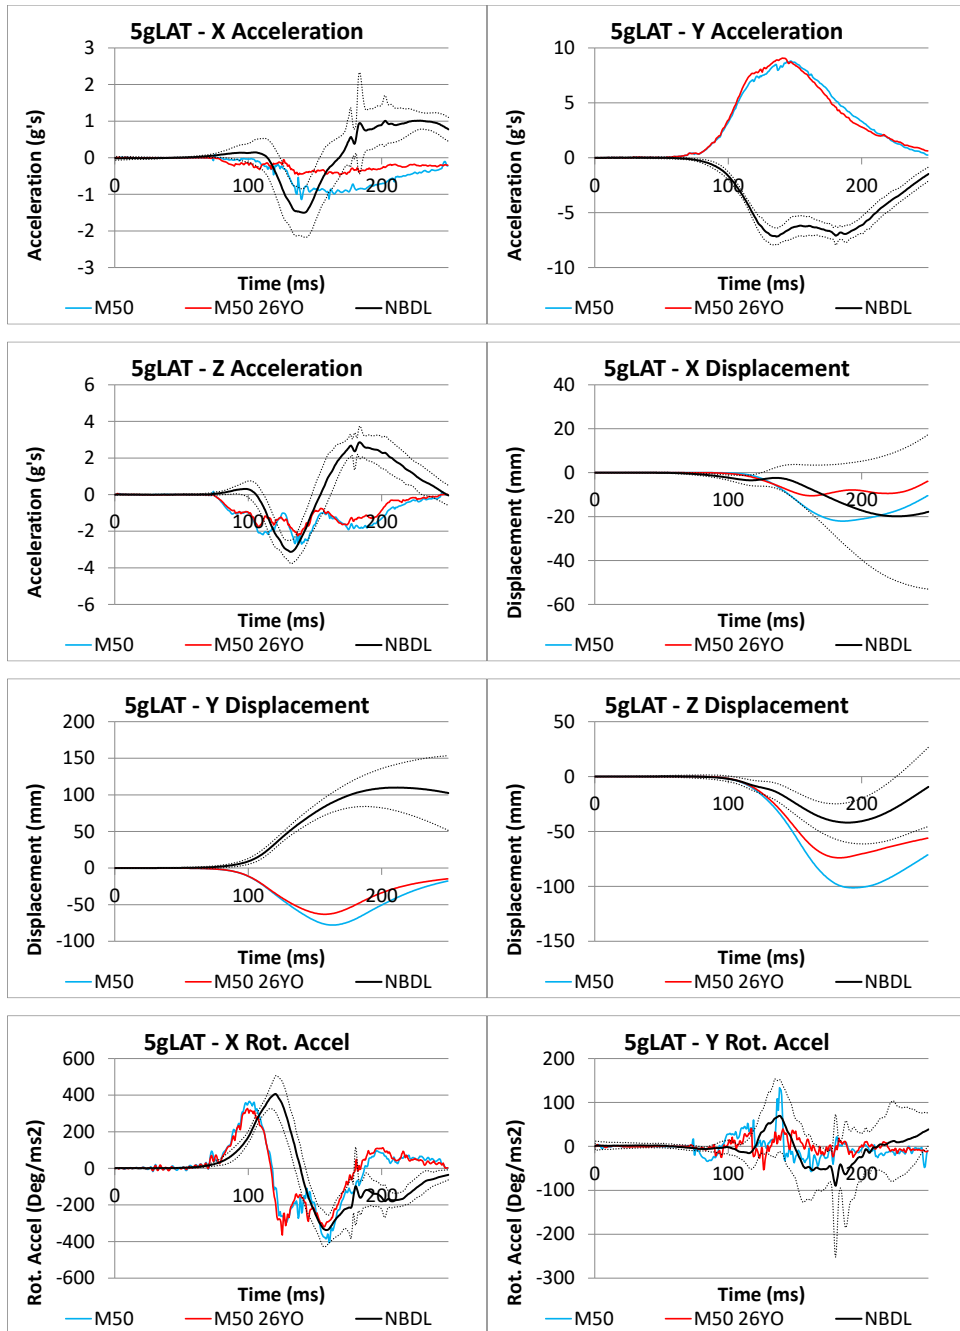 5gLAT - X Acceleration
3
2
1
0
-1
-2
-3
0
100
200
Acceleration (g's)
Time (ms)
M50 M50 26YO NBDL
5gLAT - Y Acceleration
10
5
0
-5
-10
0
100
200
Acceleration (g's)
Time (ms)
M50 M50 26YO NBDL
5gLAT - Z Acceleration
6
4
2
0
-2
-4
-6
0
100
200
Acceleration (g's)
Time (ms)
M50 M50 26YO NBDL
5gLAT - X Displacement
40
20
0
-20
-40
-60
0
100
200
Displacement (mm)
Time (ms)
M50 M50 26YO NBDL
5gLAT - Y Displacement
200
150
100
50
0
-50
-100
0
100
200
Displacement (mm)
Time (ms)
M50 M50 26YO NBDL
5gLAT - Z Displacement
50
0
-50
-100
-150
0
100
200
Displacement (mm)
Time (ms)
M50 M50 26YO NBDL
5gLAT - X Rot. Accel
600
400
200
0
-200
-400
-600
0
100
200
Rot. Accel (Deg/ms2)
Time (ms)
M50 M50 26YO NBDL
5gLAT - Y Rot. Accel
200
100
0
-100
-200
-300
0
100
200
Rot. Accel (Deg/ms2)
Time (ms)
M50 M50 26YO NBDL